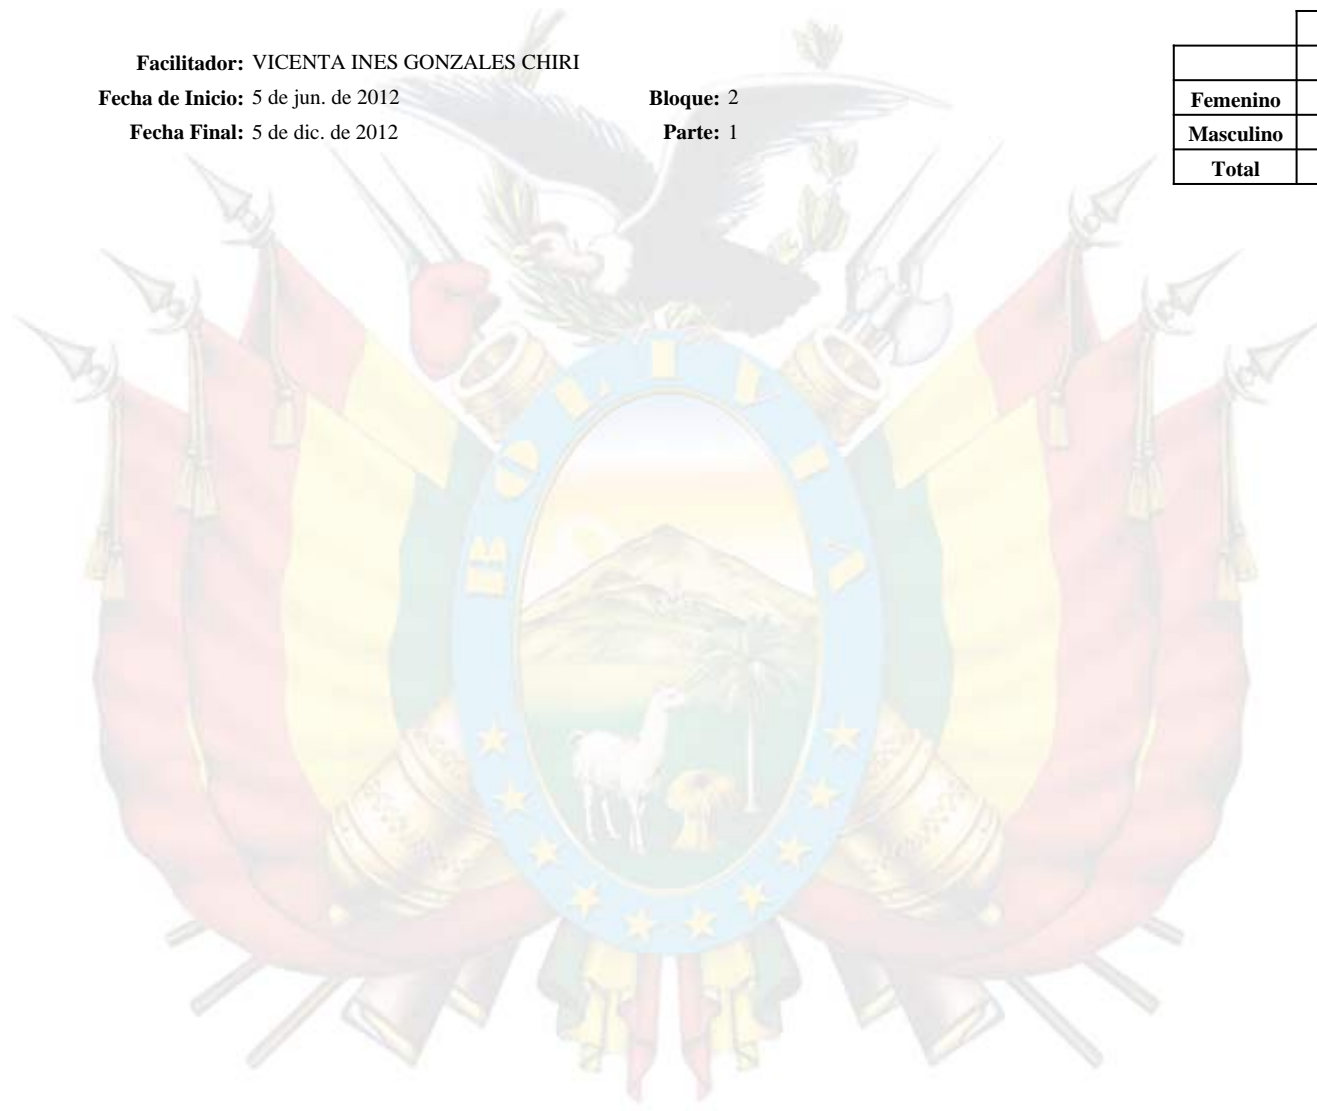 Facilitador: VICENTA INES GONZALES CHIRI
Fecha de Inicio: 5 de jun. de 2012 Bloque: 2
Fecha Final: 5 de dic. de 2012 Parte: 1
Femenino
Masculino
Total
BOLIVIA